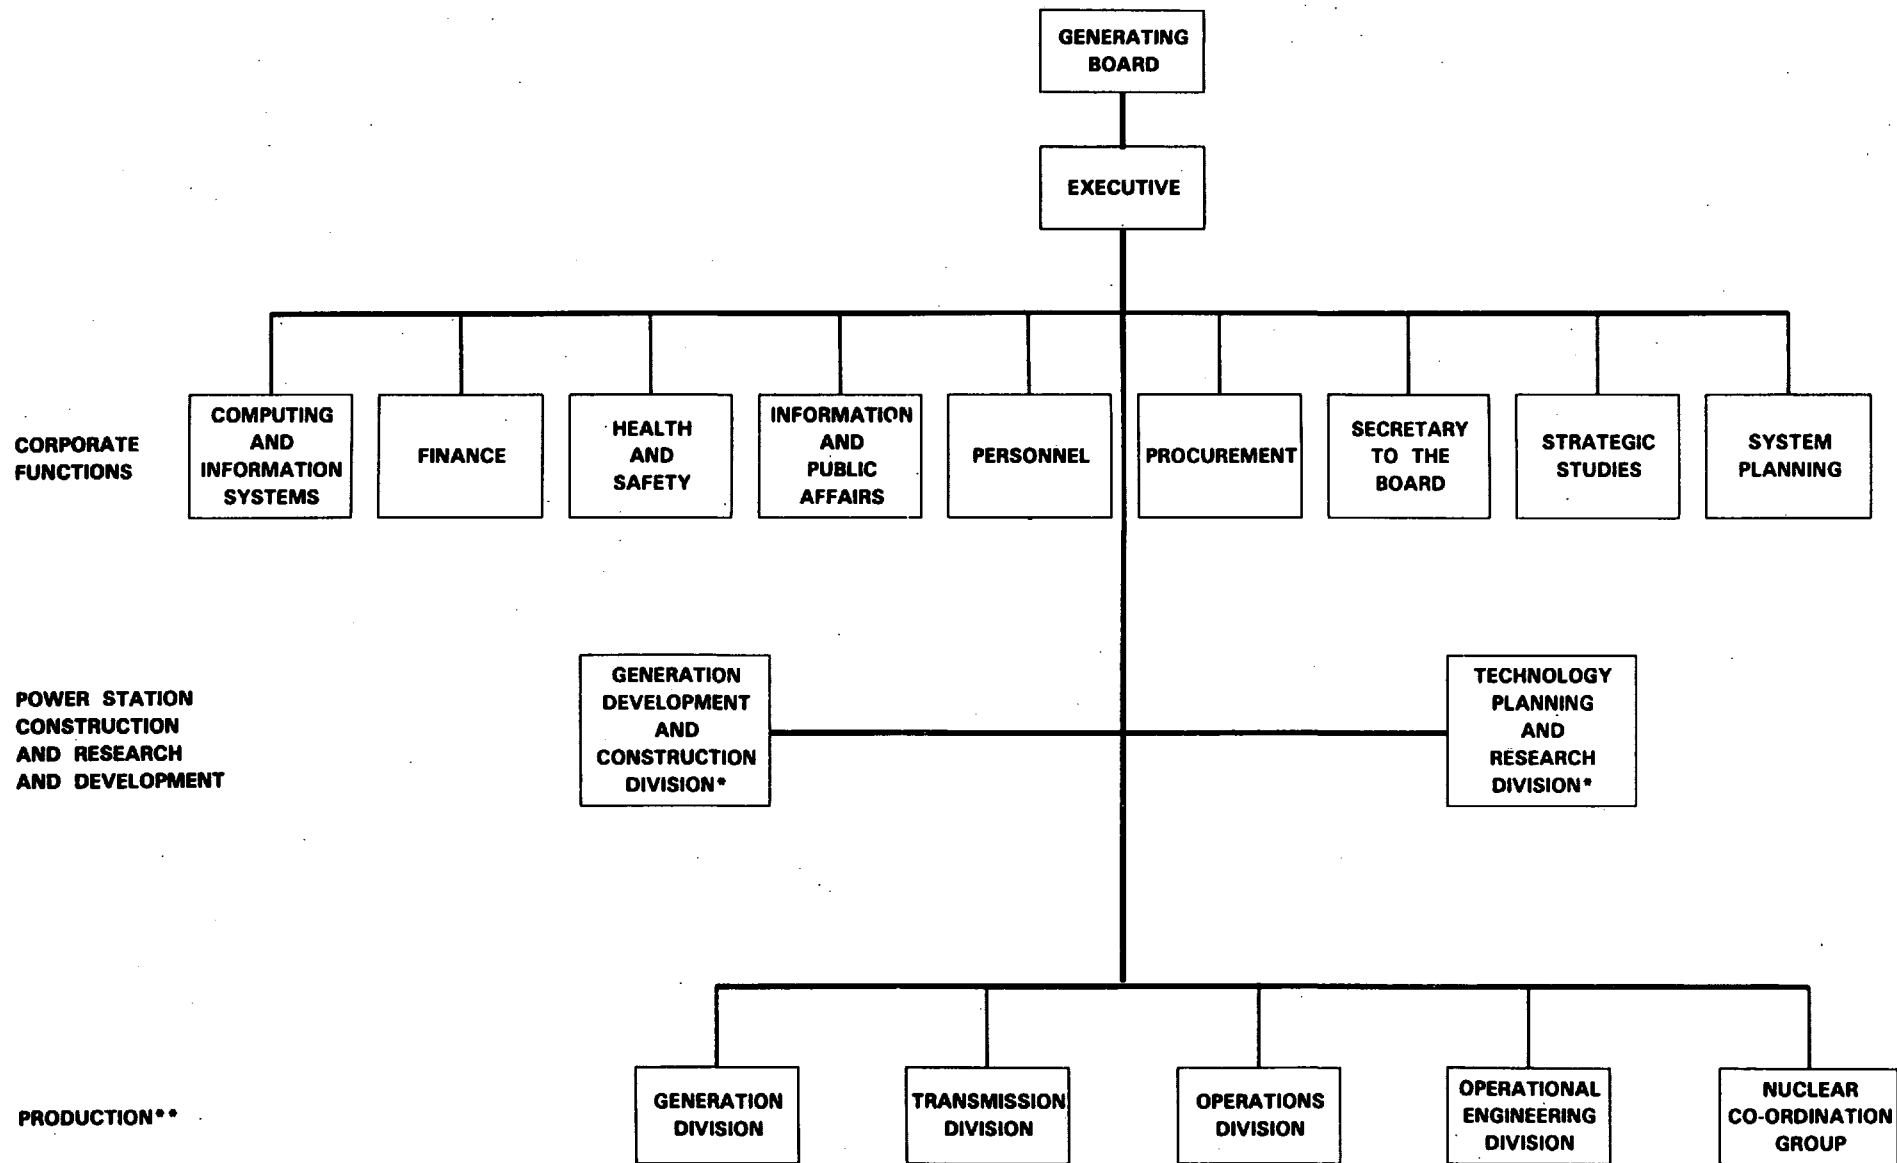 GENERATING
BOARD
EXECUTIVE
CORPORATE
FUNCTIONS
COMPUTING
AND
INFORMATION
SYSTEMS
FINANCE
HEALTH
AND
SAFETY
INFORMATION
AND
PUBLIC
AFFAIRS
PERSONNEL
PROCUREMENT
SECRETARY
TO THE
BOARD
STRATEGIC
STUDIES
SYSTEM
PLANNING
POWER STATION
CONSTRUCTION
AND RESEARCH
AND DEVELOPMENT
GENERATION
DEVELOPMENT
AND
CONSTRUCTION
DIVISION*
TECHNOLOGY
PLANNING
AND
RESEARCH
DIVISION*
PRODUCTION**
GENERATION
DIVISION
TRANSMISSION
DIVISION
OPERATIONS
DIVISION
OPERATIONAL
ENGINEERING
DIVISION
NUCLEAR
CO-ORDINATION
GROUP